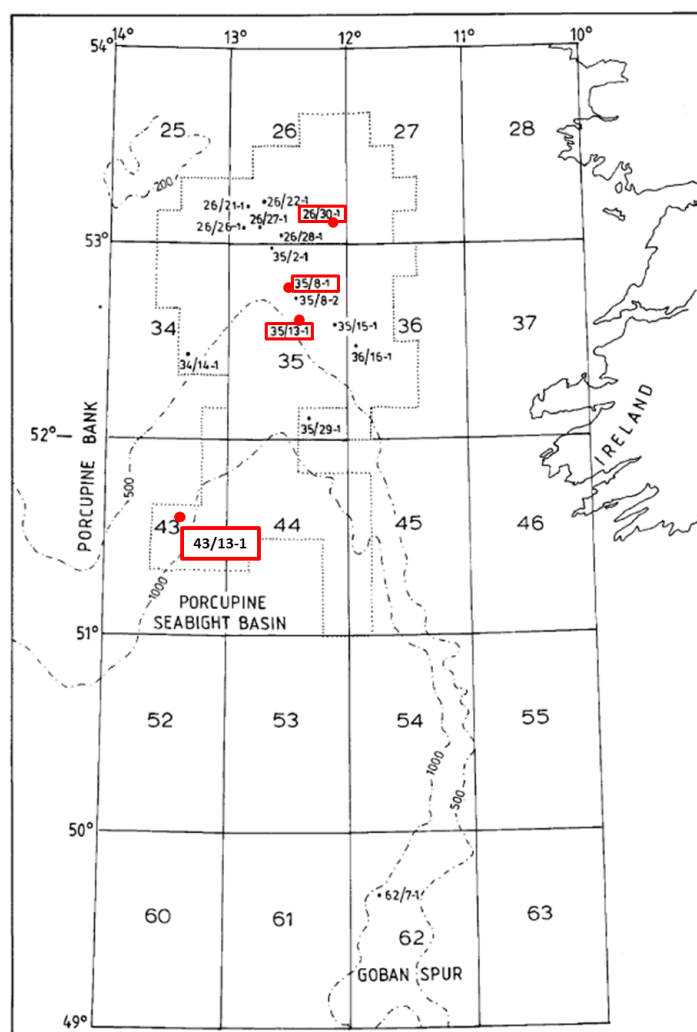 14° 13° 12° 11° 10°
54°
25 26 27 28
200
26/21-1 26/22-1
26/30-1
26/27-1
26/26-1
26/28-1
53°
35/2-1
35/8-1
35/8-2
34 36 37
35/15-1
35/13-1
36/16-1
35
34/14-1
IRELAND
35/29-1
52°
500
PORCUPINE BANK
43 44 45 46
43/13-1
1000
PORCUPINE
SEABIGHT BASIN
51°
52 53 54 55
1000
500
50°
62/7-1
60 61 62 63
GOBAN SPUR
49°